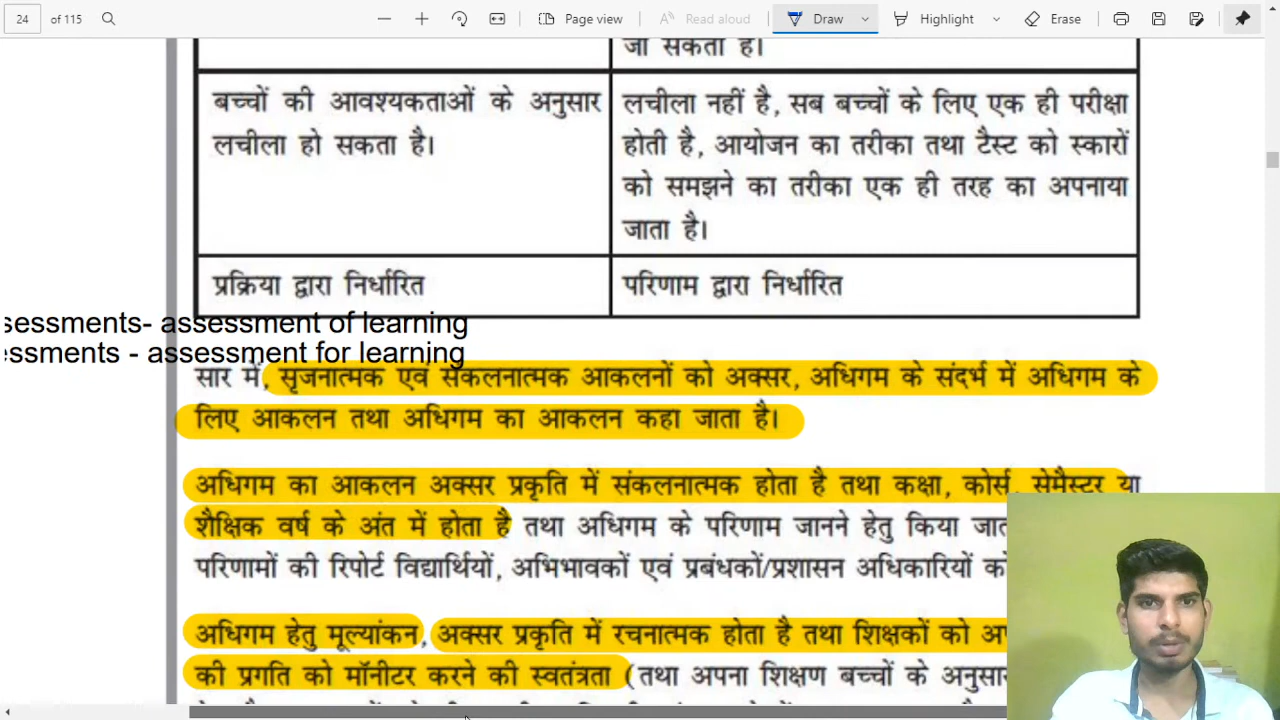 24 of 115 Page view Read aloud Draw Highlight Erase
जा सकता है।
बच्चों की आवश्यकताओं के अनुसार
लचीला हो सकता है।
लचीला नहीं है, सब बच्चों के लिए एक ही परीक्षा
होती है, आयोजन का तरीका तथा टैस्ट को स्कारों
को समझने का तरीका एक ही तरह का अपनाया
जाता है।
प्रक्रिया द्वारा निर्धारित
परिणाम द्वारा निर्धारित
sessments- assessment of learning
essments - assessment for learning
सार में, सृजनात्मक एवं संकलनात्मक आकलनों को अक्सर, अधिगम के संदर्भ में अधिगम के
लिए आकलन तथा अधिगम का आकलन कहा जाता है।
अधिगम का आकलन अक्सर प्रकृति में संकलनात्मक होता है तथा कक्षा, कोर्स, सेमैस्टर या
शैक्षिक वर्ष के अंत में होता है तथा अधिगम के परिणाम जानने हेतु किया
परिणामों की रिपोर्ट विद्यार्थियों, अभिभावकों एवं प्रबंधकों/प्रशासन अधिकारियों
अधिगम हेतु मूल्यांकन, अक्सर प्रकृति में रचनात्मक होता है तथा शिक्षकों को
की प्रगति को मॉनीटर करने की स्वतंत्रता (तथा अपना शिक्षण बच्चों के